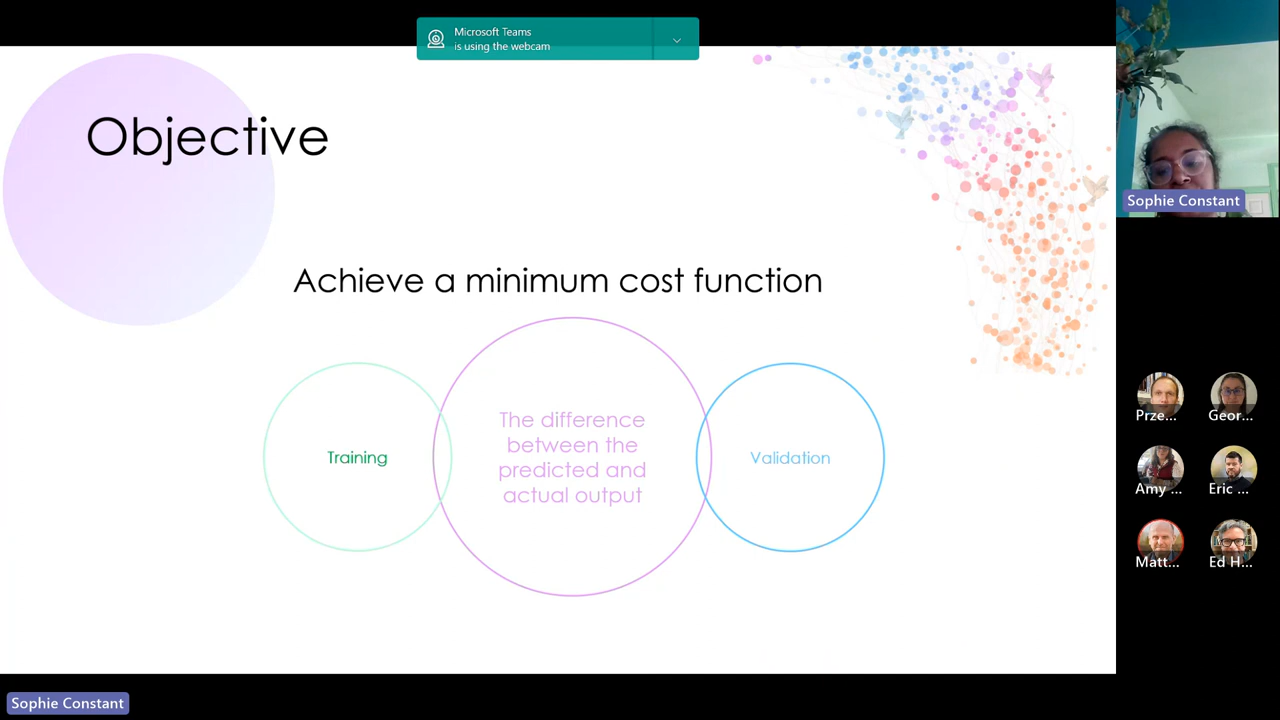 Microsoft Teams
is using the webcam
Objective
Achieve a minimum cost function
Training
The difference
between the
predicted and
actual output
Validation
Sophie Constant
Prze...
Geor...
Amy ...
Eric ...
Matt...
Ed H...
Sophie Constant